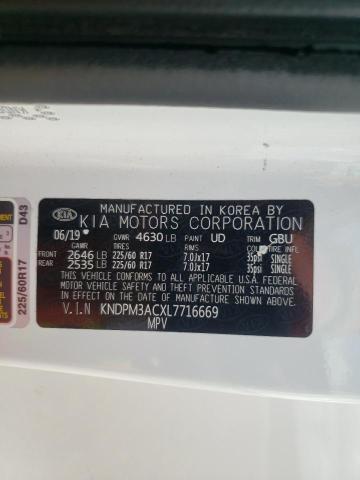 MANUFACTURED IN KOREA BY
KIA KIA MOTORS CORPORATION
06/19 GVWR 4630 LB PAINT UD TRIM GBU
GAWR TIRES RIMS COLD TIRE INFL
FRONT 2646 LB 225/60 R17 7.0Jx17 35psi SINGLE
REAR 2535 LB 225/60 R17 7.0Jx17 35psi SINGLE
THIS VEHICLE CONFORMS TO ALL APPLICABLE U.S.A FEDERAL
MOTOR VEHICLE SAFETY AND THEFT PREVENTION STANDARDS
IN EFFECT ON THE DATE OF MANUFACTURE SHOWN ABOVE
V.I.N KNDPM3ACXL7716669
MPV
225/60R17 D43